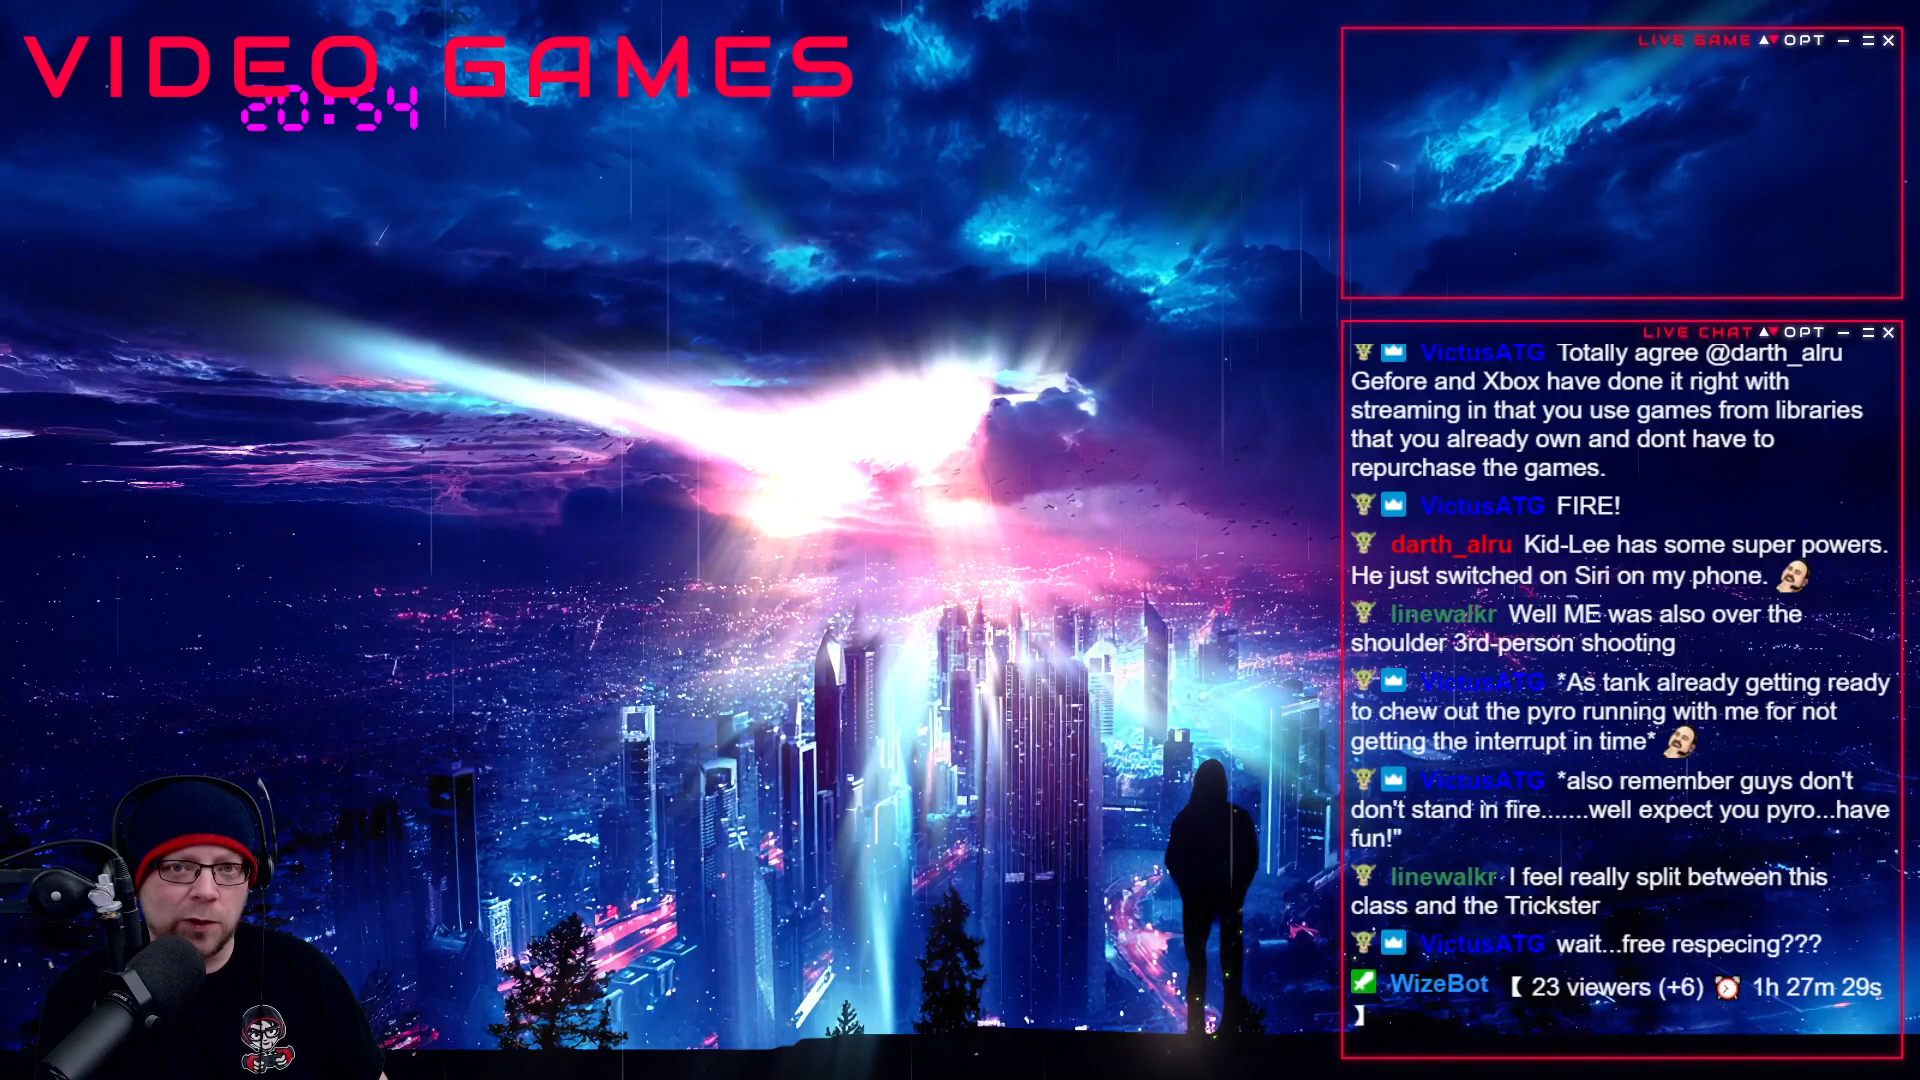 VIDEO GAMES
20:54
LIVE GAME OPT
LIVE CHAT OPT
VictusATG Totally agree @darth_alru
Gefore and Xbox have done it right with
streaming in that you use games from libraries
that you already own and dont have to
repurchase the games.
VictusATG FIRE!
darth_alru Kid-Lee has some super powers.
He just switched on Siri on my phone.
linewalkr Well ME was also over the
shoulder 3rd-person shooting
VictusATG *As tank already getting ready
to chew out the pyro running with me for not
getting the interrupt in time*
VictusATG *also remember guys don't
don't stand in fire.......well expect you pyro...have
fun!"
linewalkr I feel really split between this
class and the Trickster
VictusATG wait...free respecing???
WizeBot 【 23 viewers (+6) ⏰ 1h 27m 29s
】